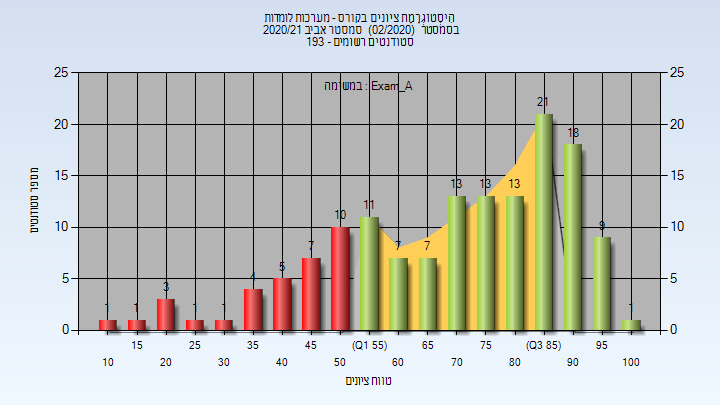 היסטוגרמת ציונים בקורס - מערכות לומדות
בסמסטר (02/2020) סמסטר אביב 2020/21
סטודנטים רשומים - 193
במשימה : Exam_A
מספר סטודנטים
25
20
15
10
5
0
25
20
15
10
5
0
1 1 3 1 1 4 5 7 10 11 7 7 13 13 13 21 18 9 1
15 25 35 45 (Q1 55) 65 75 (Q3 85) 95
10 20 30 40 50 60 70 80 90 100
טווח ציונים